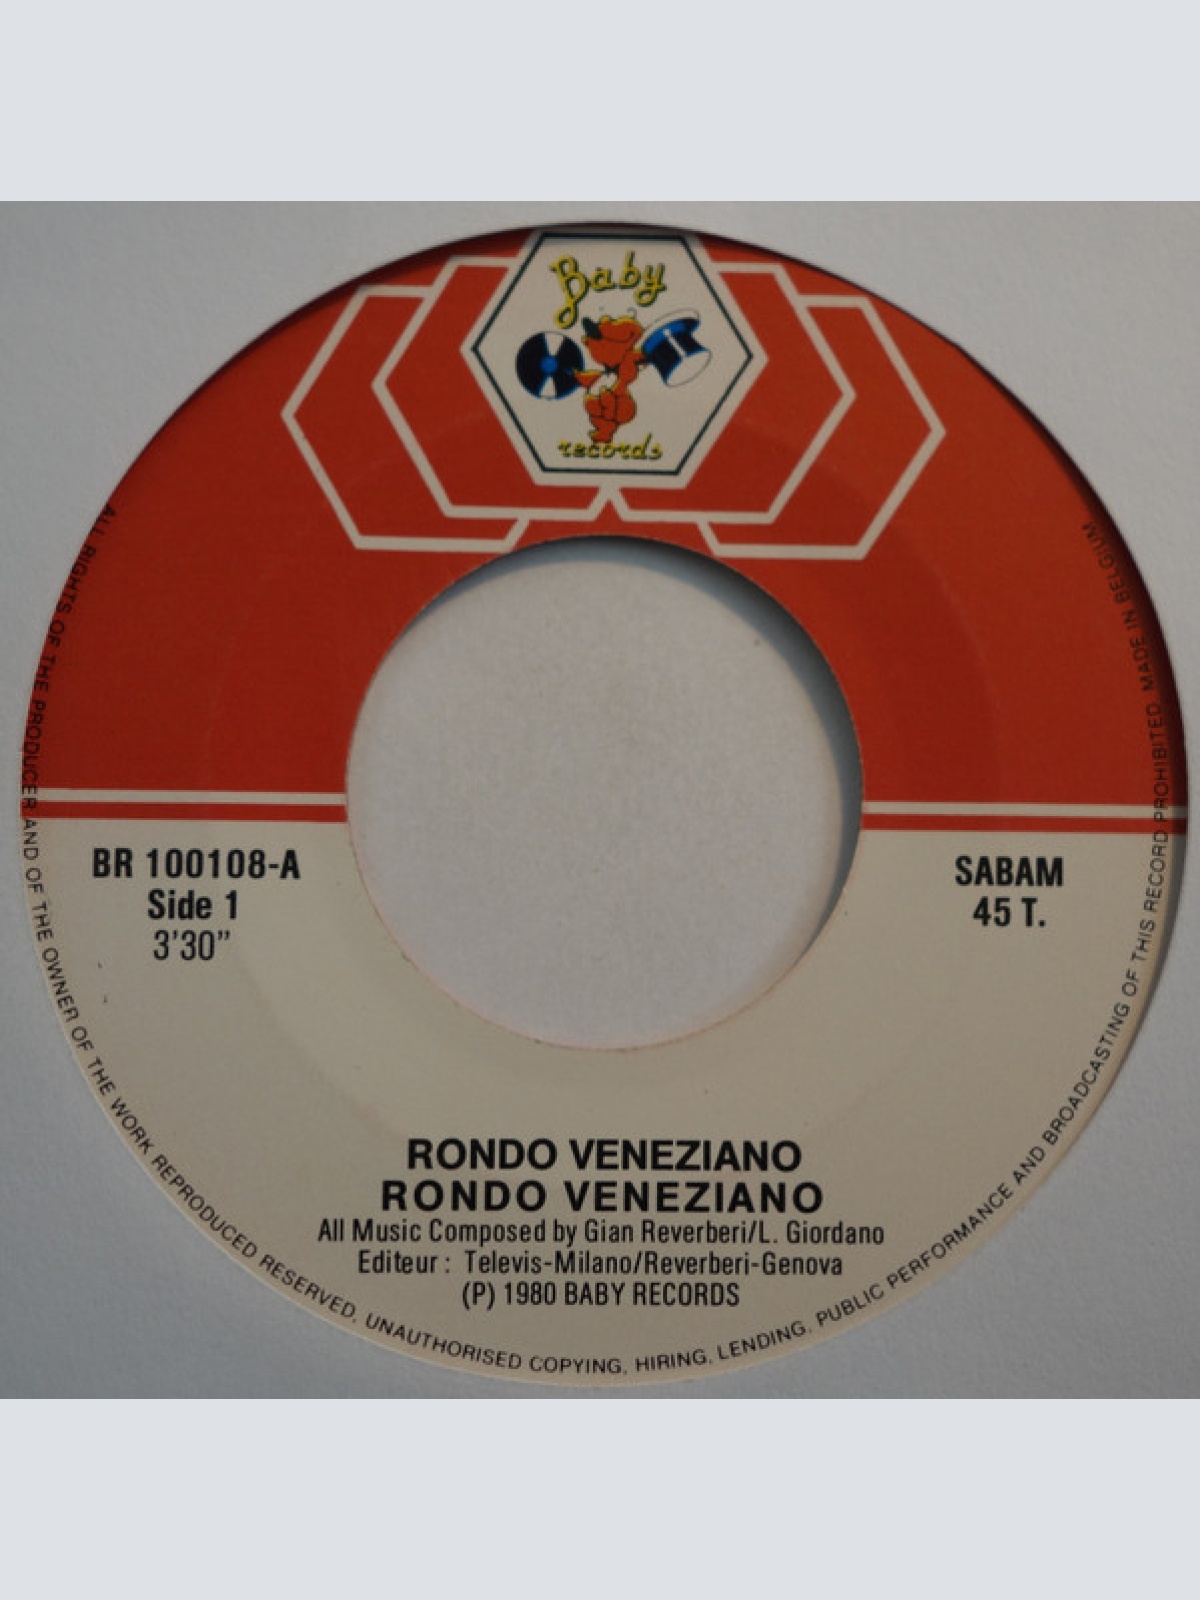 Baby
records
BR 100108-A
Side 1
3'30"
SABAM
45 T.
RONDO VENEZIANO
RONDO VENEZIANO
All Music Composed by Gian Reverberi/L. Giordano
Editeur : Televis-Milano/Reverberi-Genova
(P) 1980 BABY RECORDS
ALL RIGHTS OF THE PRODUCER AND OF THE OWNER OF THE WORK REPRODUCED RESERVED, UNAUTHORISED COPYING, HIRING, LENDING, PUBLIC PERFORMANCE AND BROADCASTING OF THIS RECORD PROHIBITED. MADE IN BELGIUM